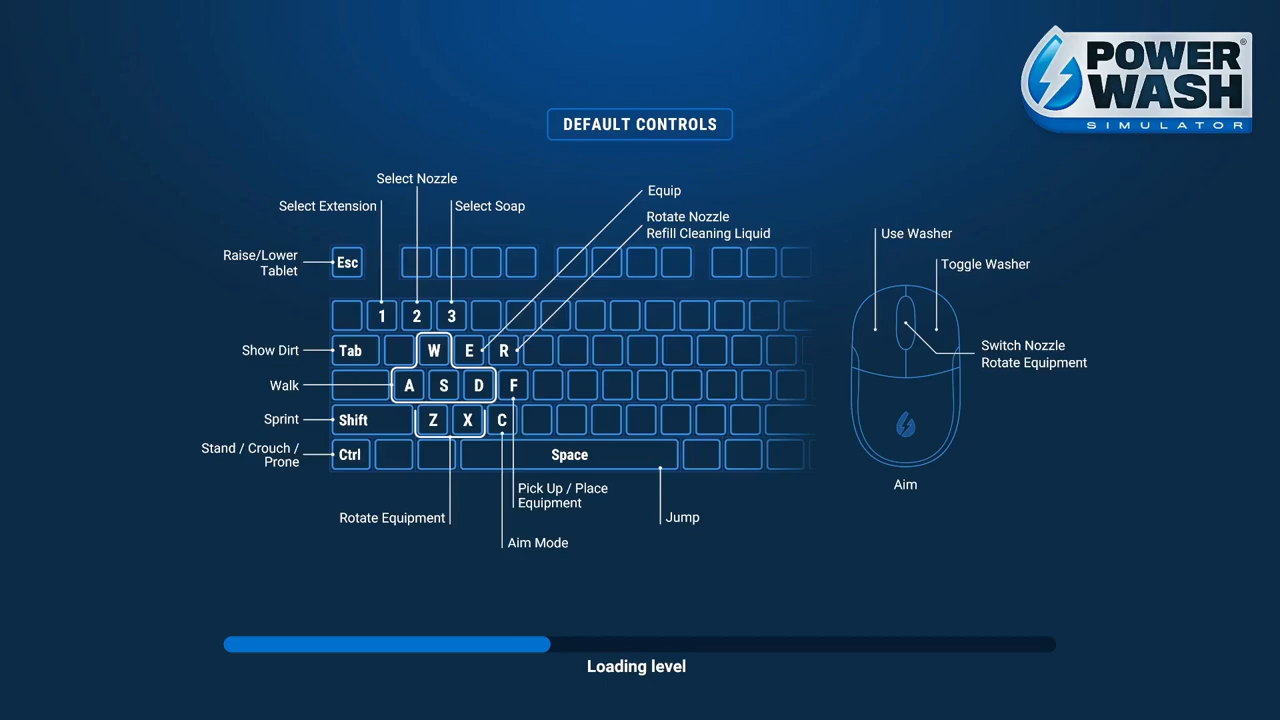 POWER
WASH
®
SIMULATOR
DEFAULT CONTROLS
Select Nozzle
Select Extension
Select Soap
Equip
Rotate Nozzle
Refill Cleaning Liquid
Raise/Lower
Tablet
Esc
1 2 3
Show Dirt
Tab W E R
Walk
A S D F
Sprint
Shift Z X C
Stand / Crouch /
Prone
Ctrl Space
Pick Up / Place
Equipment
Rotate Equipment
Jump
Aim Mode
Use Washer
Toggle Washer
Switch Nozzle
Rotate Equipment
Aim
Loading level